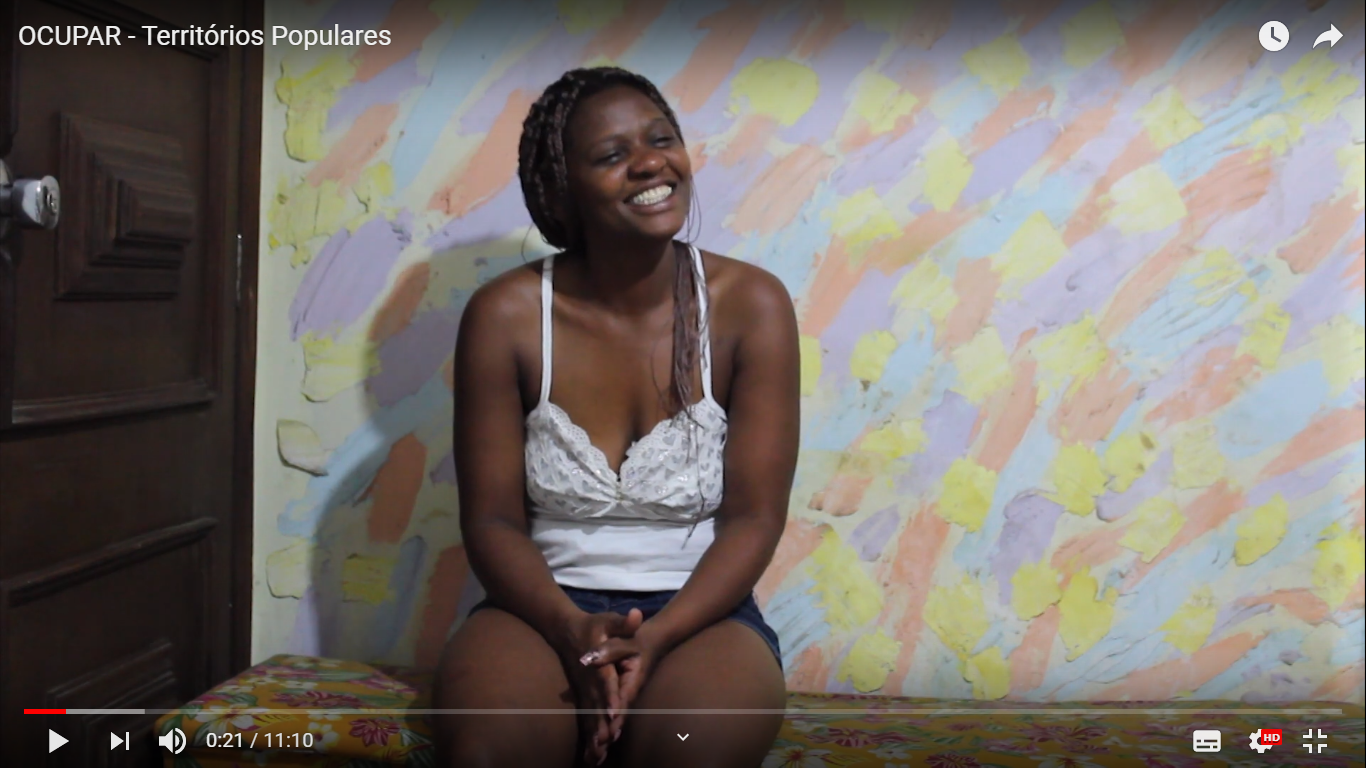 OCUPAR - Territórios Populares
0:21 / 11:10
HD